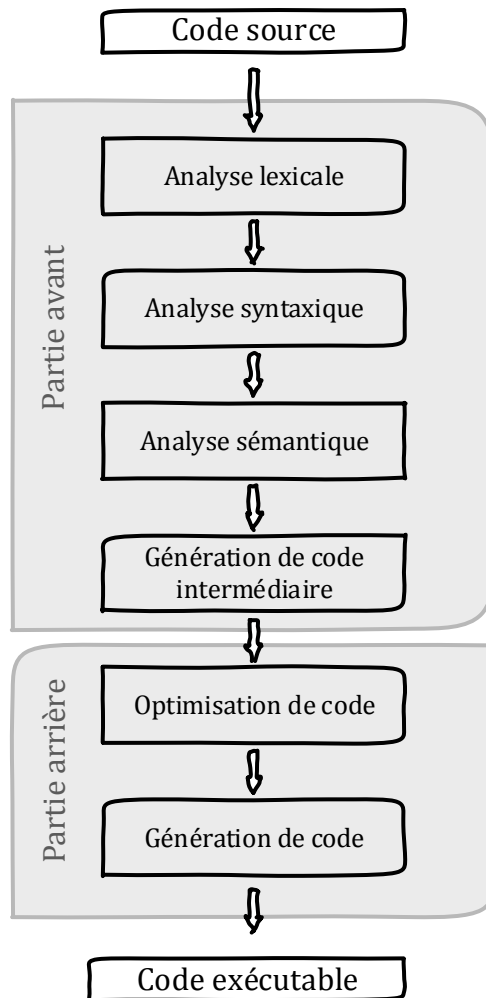 Code source
Partie avant
Analyse lexicale
Analyse syntaxique
Analyse sémantique
Génération de code
intermédiaire
Partie arrière
Optimisation de code
Génération de code
Code exécutable